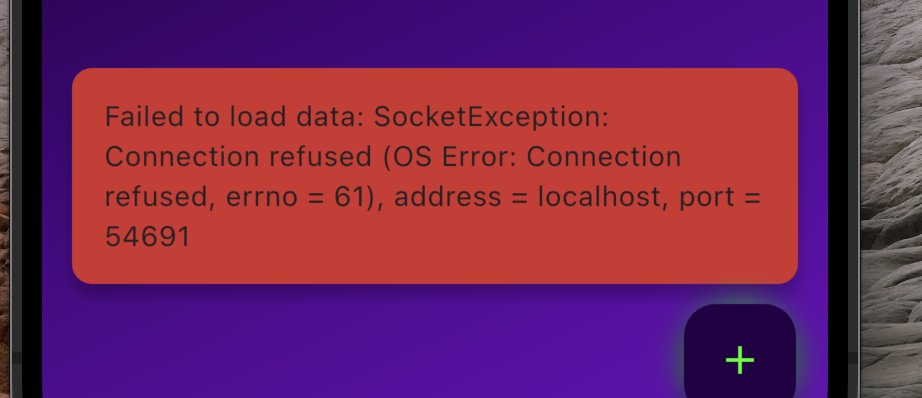 Failed to load data: SocketException:
Connection refused (OS Error: Connection
refused, errno = 61), address = localhost, port =
54691
+